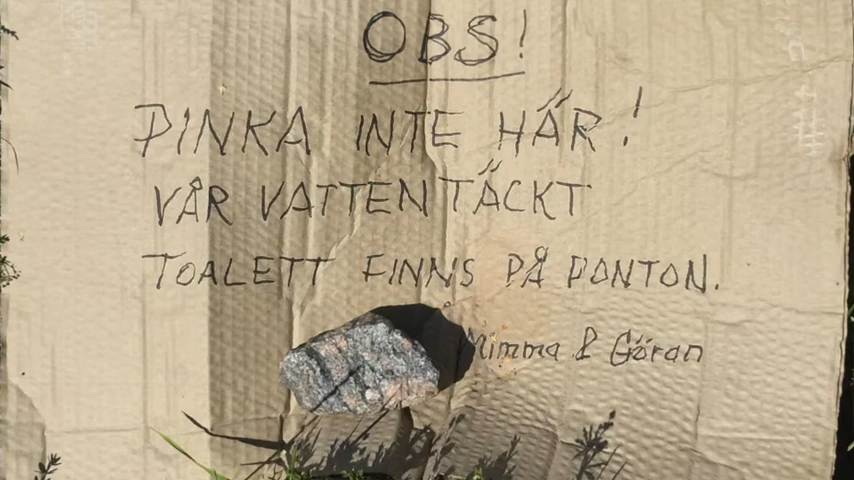 OBS!
PINKA INTE HÄR!
VÅR VATTENTÄCKT
TOALETT FINNS PÅ PONTON.
Mimma & Göran